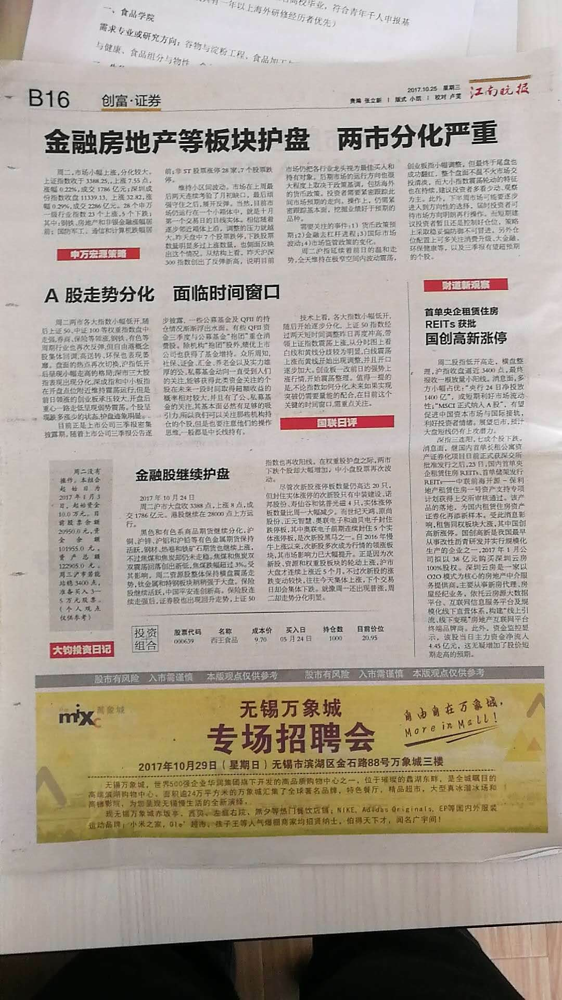 名高校毕业，符合青年千人申报基
具有一年以上海外研修经历者优先）
一、食品学院
需求专业或研究方向：谷物与淀粉工程、食品加工
与健康、食品组分与物性、
B16
创富·证券
2017.10.25 星期三
责编 张立新 | 版式 小凯 | 校对 卢雯
江南晚报
金融房地产等板块护盘 两市分化严重
周二,市场小幅上涨,分化较大。
上证指数收于3388.25,,上涨7.55点,
涨幅0.22%,成交1786亿元;深圳成
份指数收盘11339.13,上涨32.82,涨
幅0.29%,成交2286亿元。28个申万
一级行业指数23个上涨,5个下跌;
其中:钢铁、房地产和非银金融涨幅居
前;国防军工、通信和计算机跌幅居
申万宏源策略
前;非ST股票涨停28家,7个股票跌
停。
维持小区间波动。市场在上周最
后两天连续考验了月初缺口，最后顽
强守住之后,展开反弹。当然,目前市
场仍运行在一个小箱体中，就是十月
第一个交易日的日线实体。相信随着
逐步邻近箱体上沿，调整的压力就越
大。昨天盘中7个股票跌停,下跌股票
数量明显多过上涨数量，也侧面反映
出这个情况。从结构上看，昨天沪深
300指数创出了反弹新高，说明目前
市场仍把各行业龙头视为最佳买入和
持有对象。后期市场的运行方向也很
大程度上取决于政策基调，包括海外
的货币政策。投资者需要紧密跟踪此
间市场预期的走向。操作上，仍需紧
密跟踪基本面，挖掘业绩好于预期的
品种。
需要关注的事件:1）货币政策预
期;2)金融去杠杆进程;3)国际市场
波动;4)市场监管政策的变化。
周二沪指延续着前日的温和走
势,全天维持在极窄空间内波动震荡，
创业板指小幅调整，但最终于尾盘也
成功翻红，整个盘面不温不火市场交
投清淡，而大小指数震荡轮动的特征
也在持续,建议投资者多看少动、观察
为主。此外，下半周市场可能要逐步
进入到方向性的选择，届时投资者可
待市场方向明朗再行操作。而短期建
议投资者暂且还是控制好仓位，策略
上采取稳妥偏防御不可冒进，另外仓
位配置上可多关注消费升级、大金融、
环保健康等，以及三季报有望超预期
的个股。
A 股走势分化 面临时间窗口
周二两市各大指数小幅低开,随
后上证50、中证100等权重指数盘中
走强,券商、保险等领涨,钢铁、有色等
周期行业也再次反弹,但自由港概念
股集体回调,高送转、环保也表现萎
靡。盘面的热点再次切换,沪指低开
后呈现小幅走高的格局;深市三大股
指表现出现分化,深成指和中小板指
在开盘点位附近维持震荡运行,但是
前日领涨的创业板承压较大,开盘后
重心一路走低呈现弱势震荡。个股呈
现跌多涨少的状态,护盘迹象明显。
目前正是上市公司三季报密集
披露期。随着上市公司三季报公告逐
步披露，一些公募基金及QFII的持
仓情况渐渐浮出水面。有些QFII资
金三季度与公募基金“抱团”重仓消
费股。除机构“抱团”股外,绩优上市
公司也获得了基金增持。众所周知,
社保、证金、汇金、养老金以及实力雄
厚的公、私募基金动向一直受到人们
的关注,能够获得此类资金关注的个
股在未来一段时间取得超额收益的
概率相对较大，并且有了公、私募基
金的关注,其基本面必然有足够的吸
引力,所以我们可以关注那些机构持
仓的个股,但是也要注意他们的操作
思维,一般都是中长线持有。
技术上看，各大指数小幅低开,
随后开始逐步分化，上证50指数经
过两天短时间调整昨日再度冲高,带
领上证指数震荡上涨,从分时图上看
白线和黄线分歧较为明显,白线震荡
上涨而黄线开始出现调整,并且开口
逐步加大。创业板一改前日的强势上
涨行情,开始震荡整理。值得一提的
是,不论指数如何分化,未来如果实现
突破仍需要量能的配合,在目前这个
关键的时间窗口,需重点关注。
国联日评
财道新观察
首单央企租赁住房
REITs 获批
国创高新涨停
周二股指低开高走，横盘整
理,沪指收盘逼近3400点,最终
报收一根放量小阳线。消息面,多
方小幅占优:“央行24日净投放
1400亿”，或短期利好市场流动
性;“MSCI正式纳入A股”，有望
促进中国资本市场与国际接轨,
利好投资者情绪。展望后市,预计
大盘短线仍有上攻潜力。
深指三连阳,七成个股下跌。
消息面，继国内首单长租公寓资
产证券化项目日前正式获深交所
批准发行之后,23日,国内首单央
企租赁住房REITs、首单储架发行
REITs——中联前海开源－保利
地产租赁住房一号资产支持专项
计划获得上交所审核通过。该产
品的落地，为国内租赁住房资产
证券化再添新样本。受此消息影
响,租售同权板块大涨,其中国创
高新涨停。国创高新是我国最早
从事改性沥青研发并实行规模化
生产的企业之一,2017年1月公
司拟以38亿元购买深圳云房
100%股权。深圳云房是一家以
O2O模式为核心的房地产中介服
务提供商,主要从事新房代理、房
屋经纪业务，依托云房源大数据
平台、互联网信息服务平台及规
模化线下直营体系,构建“线上引
流、线下变现”房地产互联网平台
终端品牌商。此外，资金监控显
示，该股当日主力资金净流入
4.45亿元，这无疑增加了股价短
期走高的预期。
周二没有
操作。本组合
起始日为
2017年1月3
日，起始资金
10.0万元。目
前股票余额
20950.0元,资
金余额
101955.0元，
资产总额
122905.0元。
周三沪市若能
站稳3400点，
准备买入3—
5万元股票。
（个人观点
仅供参考）
大钧投资日记
金融股继续护盘
2017年10月24日
周二沪市大盘收3388点,上涨8点,成
交1786亿元。港股继续在28000点上方运
行。
黑色和有色系商品期货继续分化,沪
铜、沪锌、沪铝和沪铅等有色金属期货保持
活跃,钢材、热卷和铁矿石期货也继续上涨,
不过焦煤和焦炭却仍未走稳。焦煤和焦炭双
双震荡回落创出新低,焦煤跌幅超过3%。受
其影响，周二资源股整体保持横盘震荡走
势,钛金属和特钢板块稍稍强于大盘。保险
股继续活跃,中国平安连创新高。保险股连
续走强后,证券股也出现回升走势,上证50
指数也再收阳线。在权重股护盘之际,两市
下跌个股却大幅增加，中小盘股票再次波
动。
尽管次新股涨停板数量仍高达20只,
但封住实体涨停的次新股只有中装建设、诺
邦股份、寿仙谷和铭普光磁4只,实体涨停
板数量比周一大幅减少。而世纪天鸿、原尚
股份、正元智慧、奥联电子和迪贝电子封住
跌停板,其中奥联电子前期连续封住5个实
体涨停板,是次新股黑马之一。自2016年慢
牛上涨以来,次新股多次成为行情的领涨板
块,其市场影响力已大幅提升。正是因为次
新股、资源和权重股板块的轮动上涨,沪市
大盘才连续上涨近5个月,不过次新股的涨
跌变动较快，往往今天集体上涨,下个交易
日却会集体下跌。就像周一还出现普涨,周
二却走势分化明显。
投资
组合
股票代码 名称 成本价 买入日 持仓数 目前价位
000639 西王食品 9.70 05月24日 1000 20.95
股市有风险 入市需谨慎 本版观点仅供参考 股市有风险 入市需谨慎 本版观点仅供参考
the mixc 萬象城
无锡万象城
专场招聘会
自由自在万象城，
More in Mall！
2017年10月29日（星期日）无锡市滨湖区金石路88号万象城三楼
无锡万象城，世界500强企业华润集团旗下开发的高品质购物中心之一，位于璀璨的蠡湖东畔，是全城瞩目的
高端滨湖购物中心。面积逾24万平方米的万象城汇集了全球著名品牌，特色餐厅，精品超市，大型真冰溜冰场和
高德影院，为您呈现无锡慢生活的全新演绎。
现无锡万象城赤坂亭、西贝、左庭右院，原夕等热门餐饮店铺；NIKE、Adidas Originals、EP等国内外服装
运动品牌；小米之家，Ole’超市、孩子王等人气爆棚商家均招贤纳士，伯得天下才，闻名广宇间！